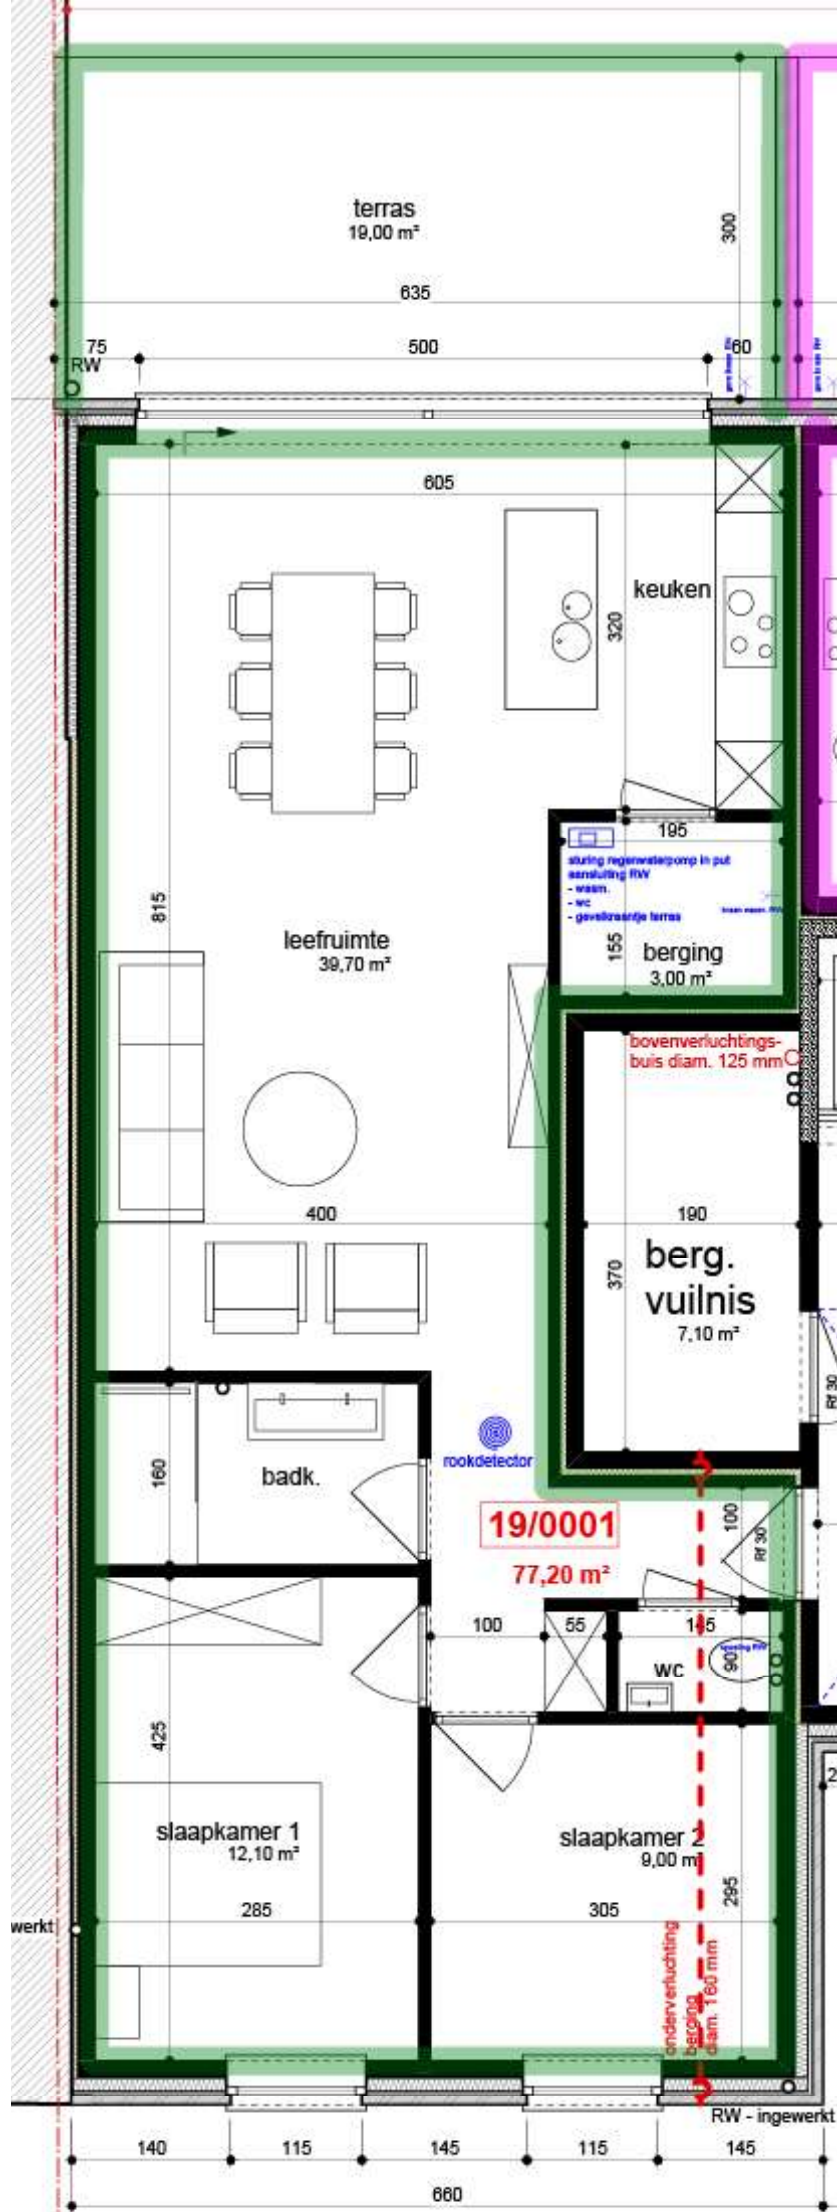 terras
19,00 m²
300
635
75
500
60
RW
605
keuken
320
195
sturing regenwaterpomp in put
aansluiting RW
- wasm.
- wc
- gevelkraantje terras
815
leefruimte
39,70 m²
155
berging
3,00 m²
bovenverluchtings-
buis diam. 125 mm
400
190
370
berg.
vuilnis
7,10 m²
Rf 30
160
badk.
rookdetector
19/0001
77,20 m²
100
Rf 30
100
55
145
wc
90
425
slaapkamer 1
12,10 m²
slaapkamer 2
9,00 m²
285
305
295
werkt
onderverluchting
berging
diam. 160 mm
RW - ingewerkt
140
115
145
115
145
660